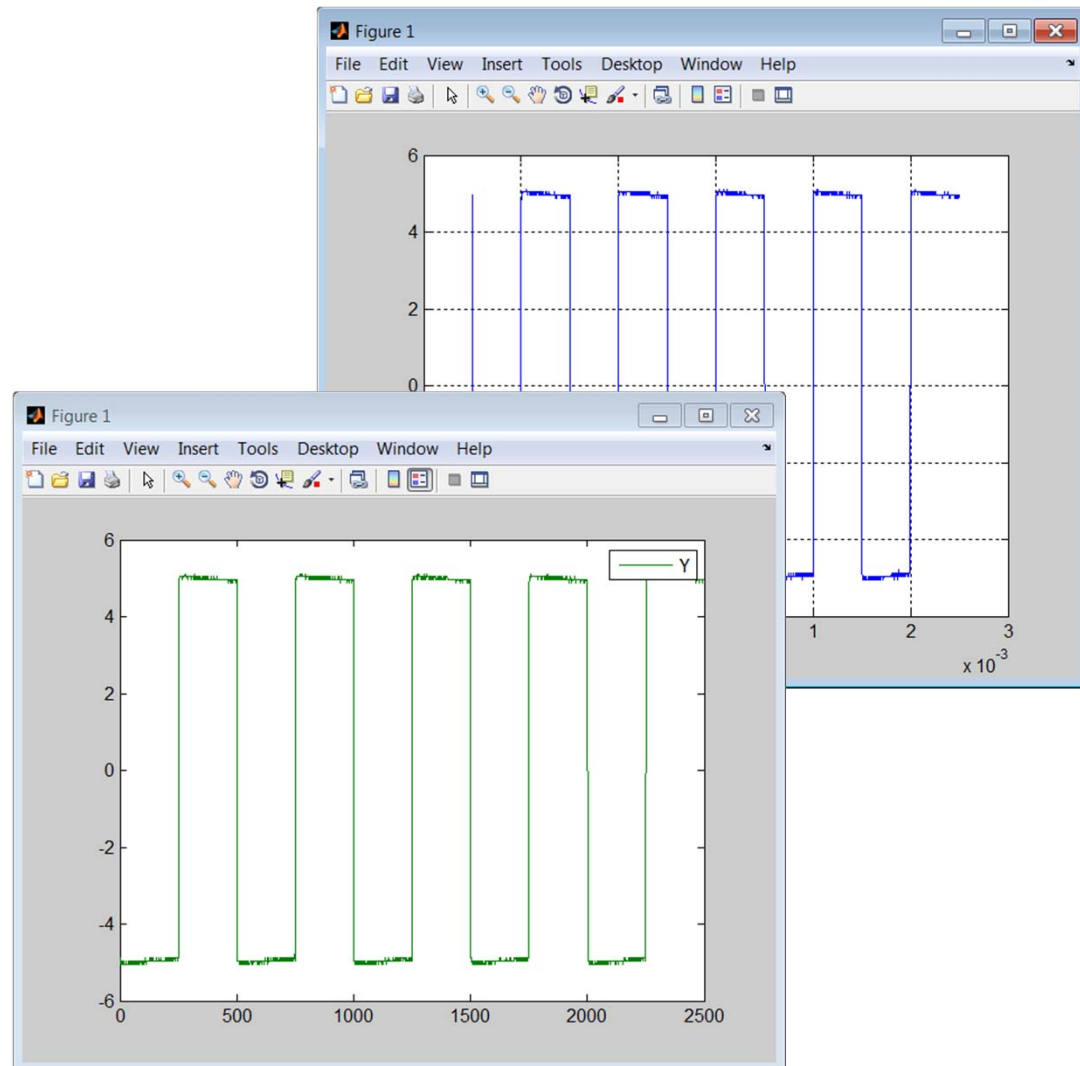 Figure 1
File Edit View Insert Tools Desktop Window Help
6
4
2
0
1 2 3
x 10-3
Figure 1
File Edit View Insert Tools Desktop Window Help
6
Y
4
2
0
-2
-4
-6
0 500 1000 1500 2000 2500